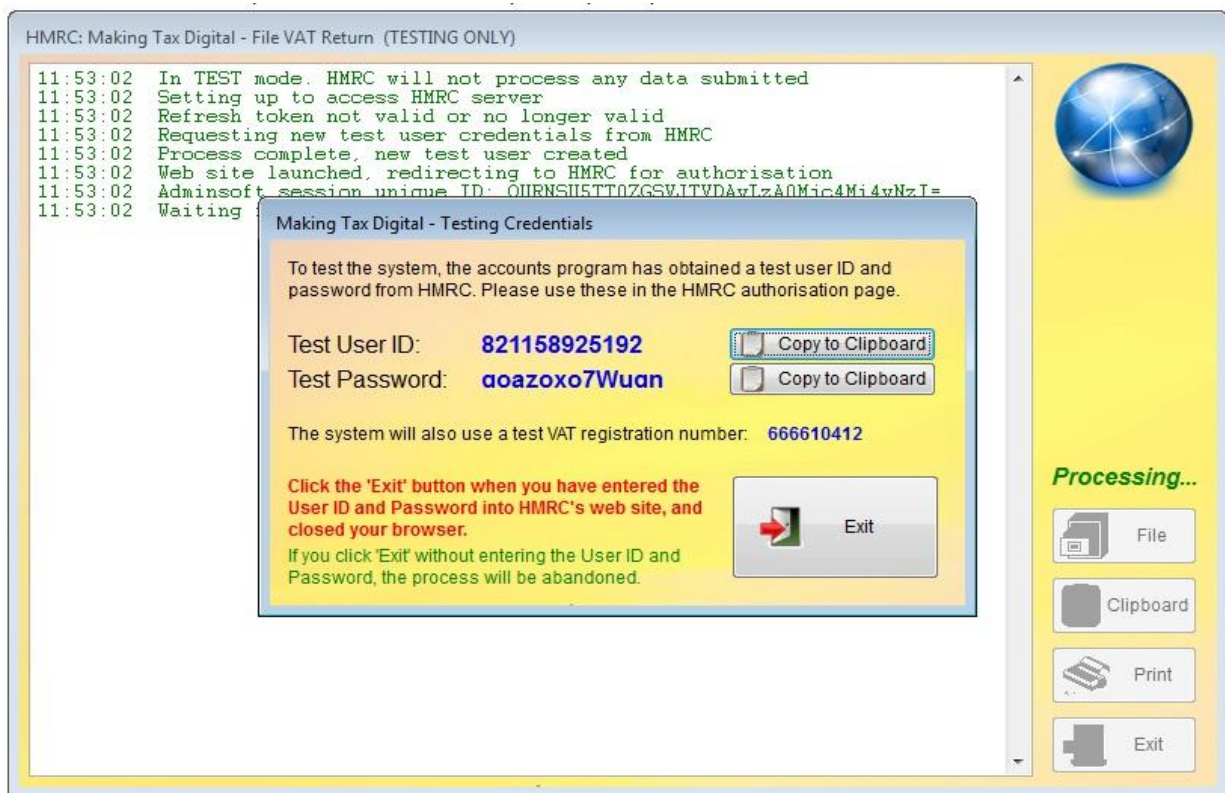 HMRC: Making Tax Digital - File VAT Return (TESTING ONLY)
11:53:02 In TEST mode. HMRC will not process any data submitted
11:53:02 Setting up to access HMRC server
11:53:02 Refresh token not valid or no longer valid
11:53:02 Requesting new test user credentials from HMRC
11:53:02 Process complete, new test user created
11:53:02 Web site launched, redirecting to HMRC for authorisation
11:53:02 Adminsoft session unique ID:
11:53:02 Waiting
Making Tax Digital - Testing Credentials
To test the system, the accounts program has obtained a test user ID and
password from HMRC. Please use these in the HMRC authorisation page.
Test User ID: 821158925192 Copy to Clipboard
Test Password: Copy to Clipboard
The system will also use a test VAT registration number: 666610412
Click the 'Exit' button when you have entered the
User ID and Password into HMRC's web site, and
closed your browser.
Exit
If you click 'Exit' without entering the User ID and
Password, the process will be abandoned.
Processing...
File
Clipboard
Print
Exit